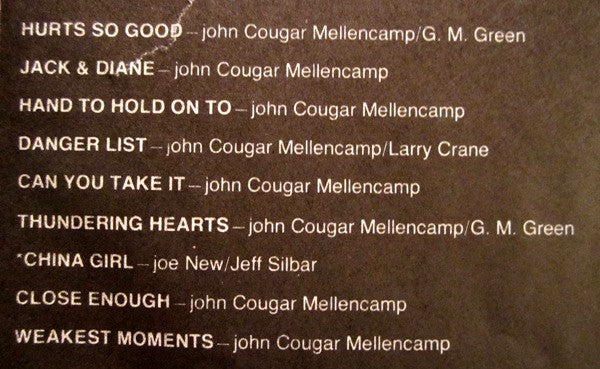 HURTS SO GOOD – john Cougar Mellencamp/G. M. Green
JACK & DIANE – john Cougar Mellencamp
HAND TO HOLD ON TO – john Cougar Mellencamp
DANGER LIST – john Cougar Mellencamp/Larry Crane
CAN YOU TAKE IT – john Cougar Mellencamp
THUNDERING HEARTS – john Cougar Mellencamp/G. M. Green
*CHINA GIRL – joe New/Jeff Silbar
CLOSE ENOUGH – john Cougar Mellencamp
WEAKEST MOMENTS – john Cougar Mellencamp